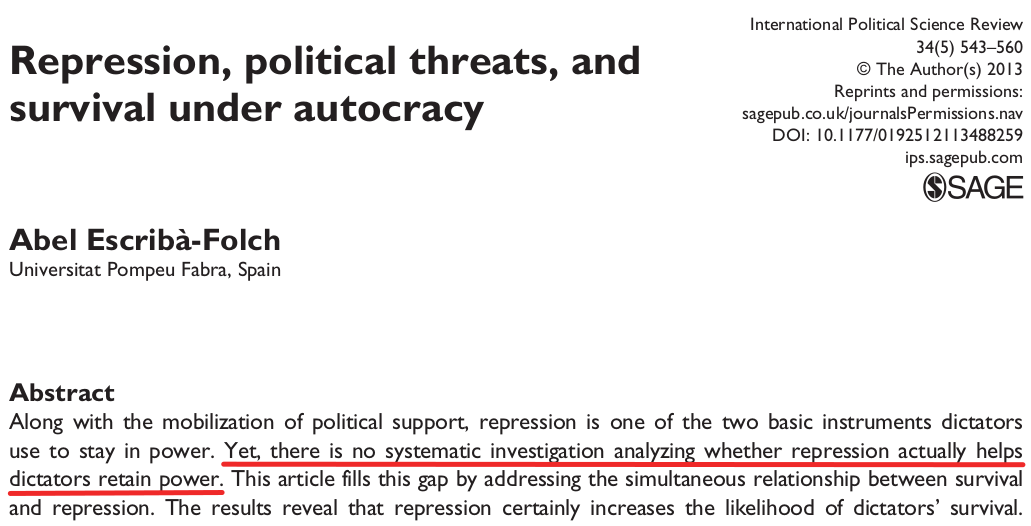 Repression, political threats, and
survival under autocracy
International Political Science Review
34(5) 543–560
© The Author(s) 2013
Reprints and permissions:
sagepub.co.uk/journalsPermissions.nav
DOI: 10.1177/0192512113488259
ips.sagepub.com
SAGE
Abel Escribà-Folch
Universitat Pompeu Fabra, Spain
Abstract
Along with the mobilization of political support, repression is one of the two basic instruments dictators
use to stay in power. Yet, there is no systematic investigation analyzing whether repression actually helps
dictators retain power. This article fills this gap by addressing the simultaneous relationship between survival
and repression. The results reveal that repression certainly increases the likelihood of dictators’ survival.